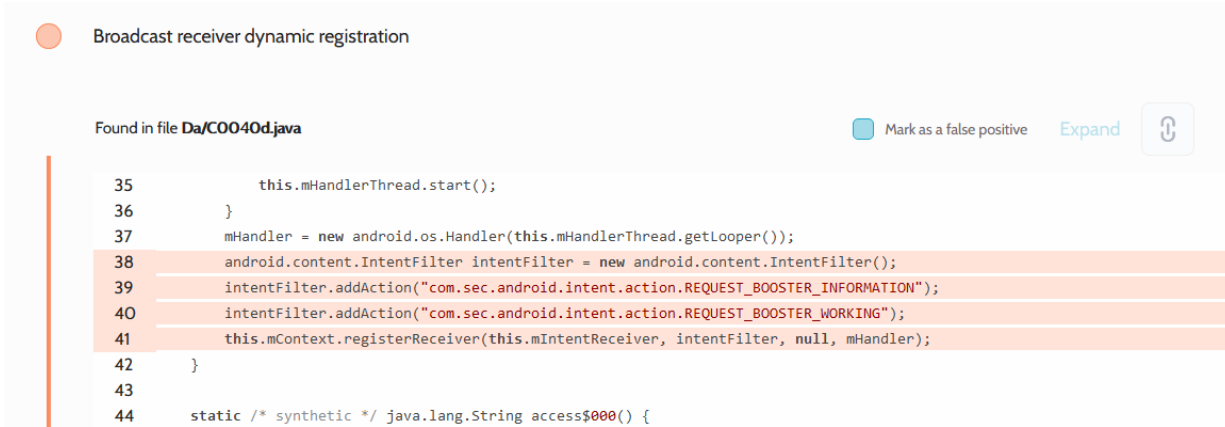 Broadcast receiver dynamic registration
Found in file Da/C0040d.java
Mark as a false positive
Expand
35 this.mHandlerThread.start();
36 }
37 mHandler = new android.os.Handler(this.mHandlerThread.getLooper());
38 android.content.IntentFilter intentFilter = new android.content.IntentFilter();
39 intentFilter.addAction("com.sec.android.intent.action.REQUEST_BOOSTER_INFORMATION");
40 intentFilter.addAction("com.sec.android.intent.action.REQUEST_BOOSTER_WORKING");
41 this.mContext.registerReceiver(this.mIntentReceiver, intentFilter, null, mHandler);
42 }
43
44 static /* synthetic */ java.lang.String access$000() {